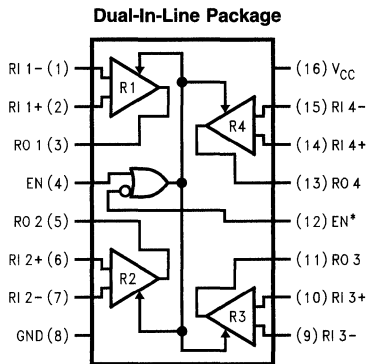 Dual-In-Line Package
RI 1- (1)
RI 1+ (2)
RO 1 (3)
EN (4)
RO 2 (5)
RI 2+ (6)
RI 2- (7)
GND (8)
R1
R4
R2
R3
(16) VCC
(15) RI 4-
(14) RI 4+
(13) RO 4
(12) EN*
(11) RO 3
(10) RI 3+
(9) RI 3-